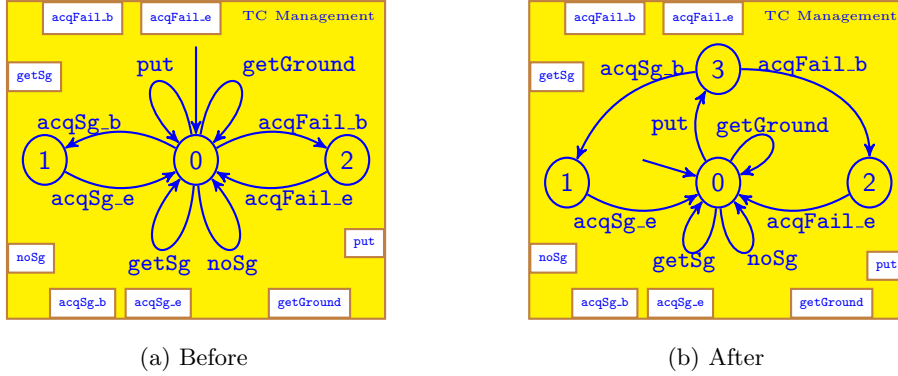 acqFail_b acqFail_e TC Management
getSg
put getGround
acqSg_b acqFail_b
1 0 2
acqSg_e acqFail_e
getSg noSg
put
noSg
acqSg_b acqSg_e getGround
(a) Before
acqFail_b acqFail_e TC Management
getSg
acqSg_b 3 acqFail_b
put getGround
1 0 2
acqSg_e acqFail_e
getSg noSg
noSg put
acqSg_b acqSg_e getGround
(b) After